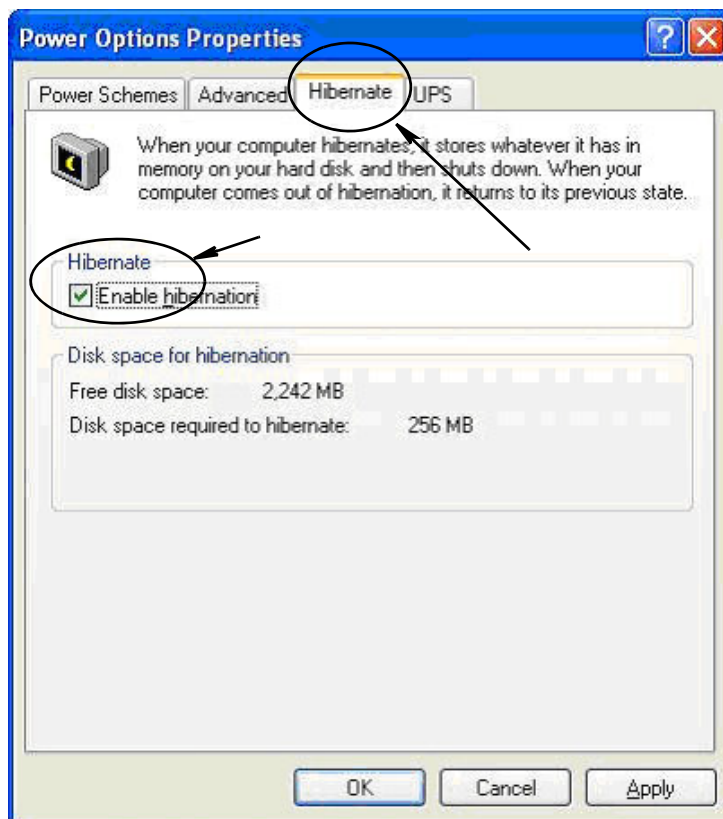 Power Options Properties
Power Schemes Advanced Hibernate UPS
When your computer hibernates, it stores whatever it has in
memory on your hard disk and then shuts down. When your
computer comes out of hibernation, it returns to its previous state.
Hibernate
Enable hibernation
Disk space for hibernation
Free disk space: 2,242 MB
Disk space required to hibernate: 256 MB
OK Cancel Apply